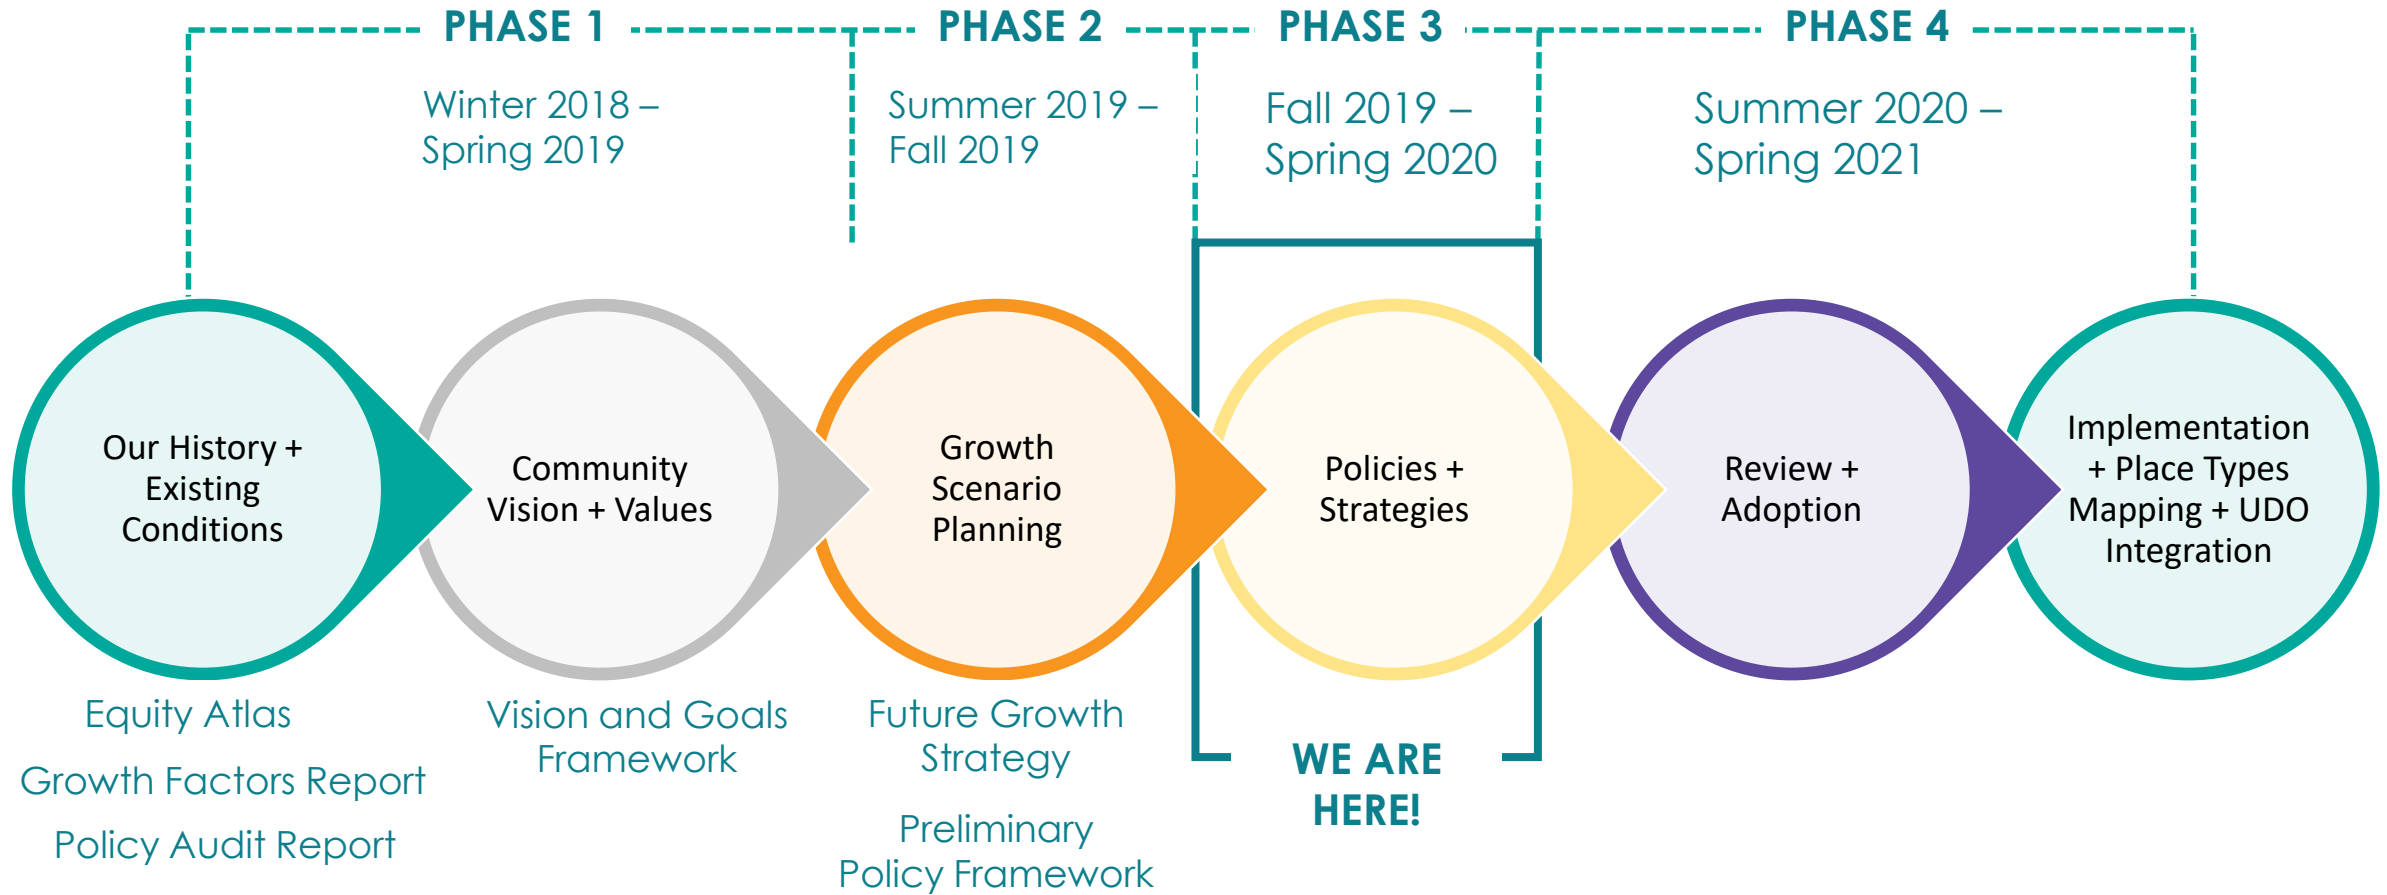 PHASE 1
PHASE 2
PHASE 3
PHASE 4
Winter 2018 –
Spring 2019
Summer 2019 –
Fall 2019
Fall 2019 –
Spring 2020
Summer 2020 –
Spring 2021
Our History +
Existing
Conditions
Community
Vision + Values
Growth
Scenario
Planning
Policies +
Strategies
Review +
Adoption
Implementation
+ Place Types
Mapping + UDO
Integration
Equity Atlas
Growth Factors Report
Policy Audit Report
Vision and Goals
Framework
Future Growth
Strategy
Preliminary
Policy Framework
WE ARE
HERE!